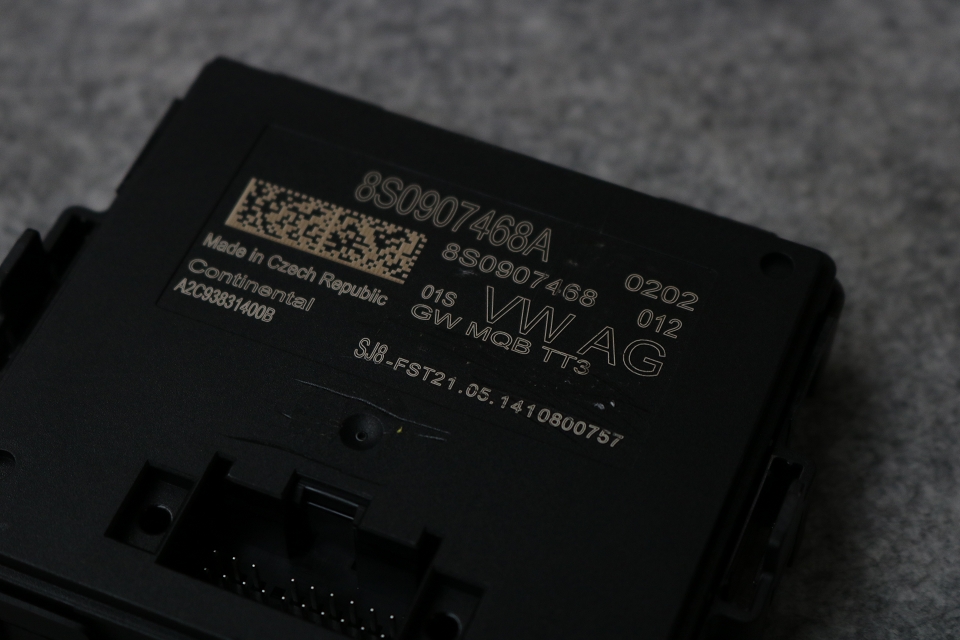 8S0907468A
8S0907468 0202
01S VW AG 012
GW MQB TT3
Made in Czech Republic
Continental
A2C93831400B
SJ8-FST21.05.1410800757